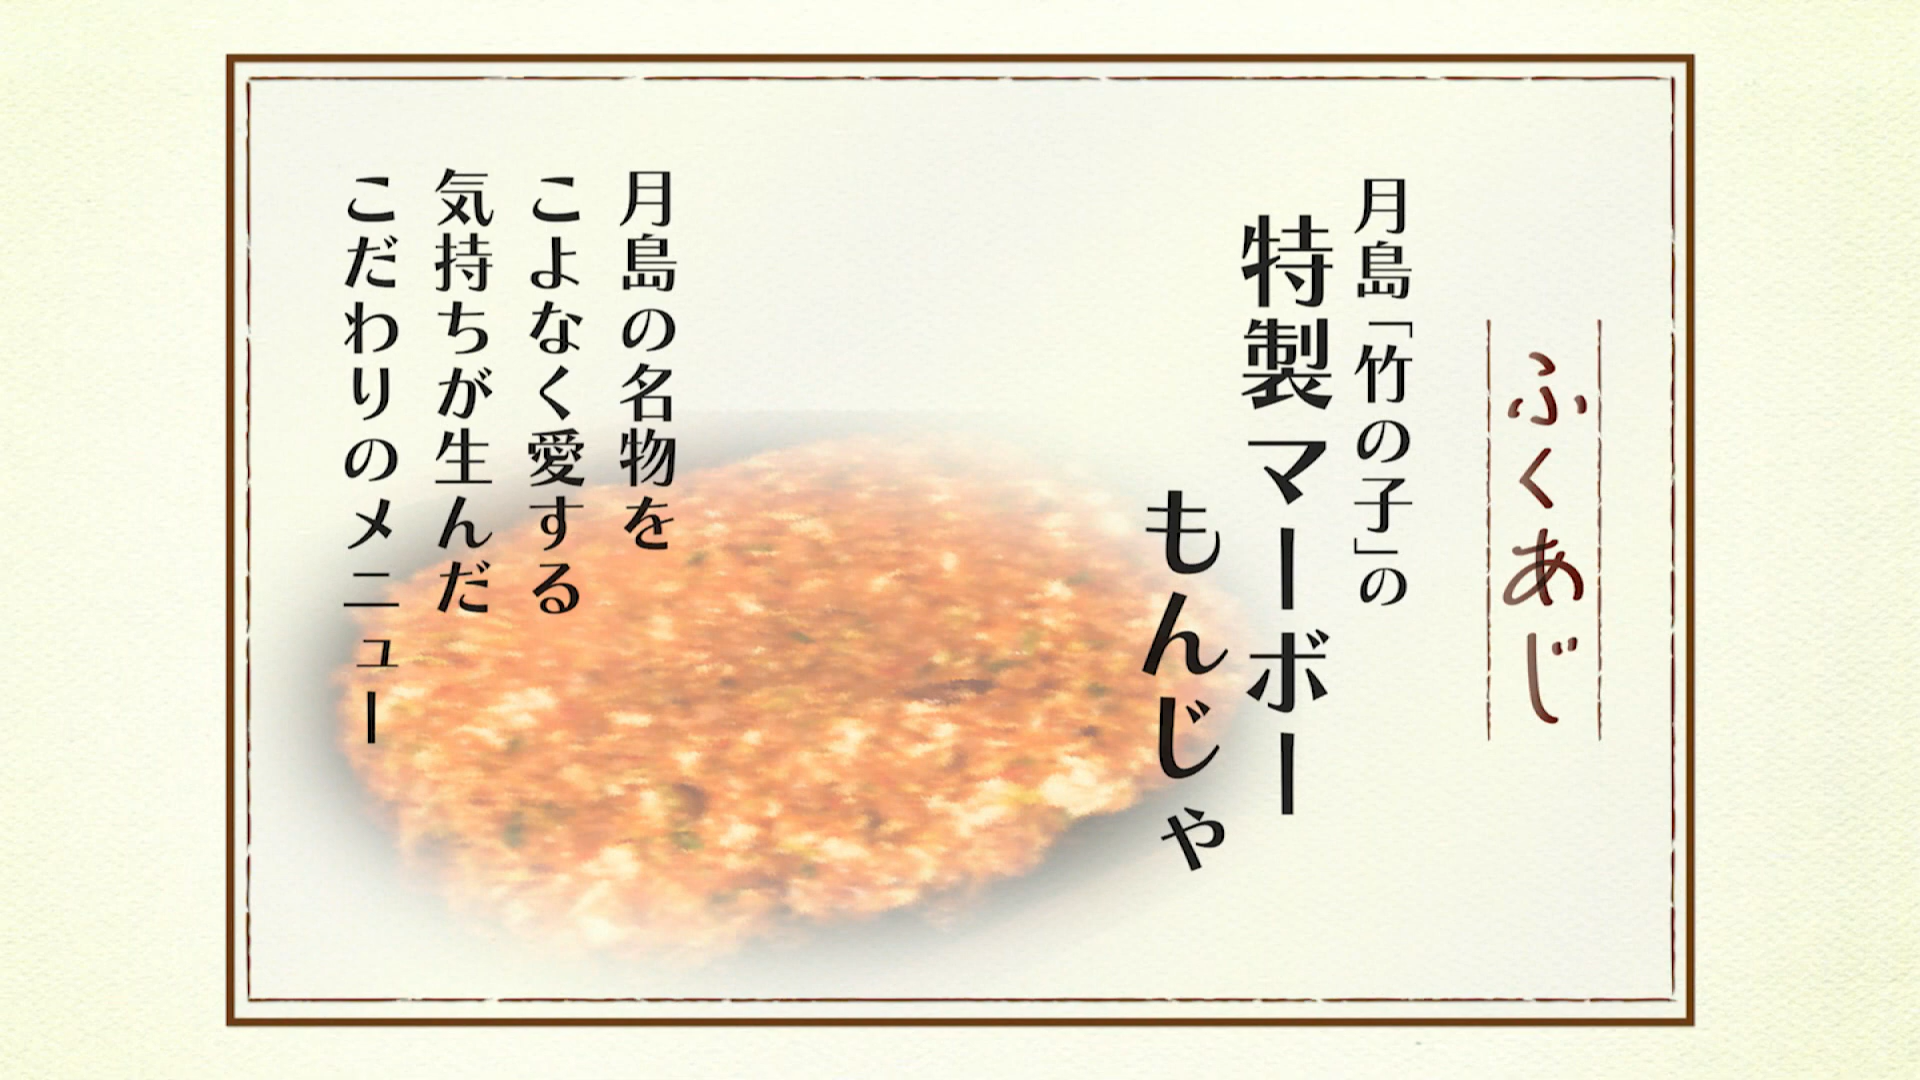 ふくあじ
月島「竹の子」の
特製マーボー
もんじゃ
月島の名物を
こよなく愛する
気持ちが生んだ
こだわりのメニュー